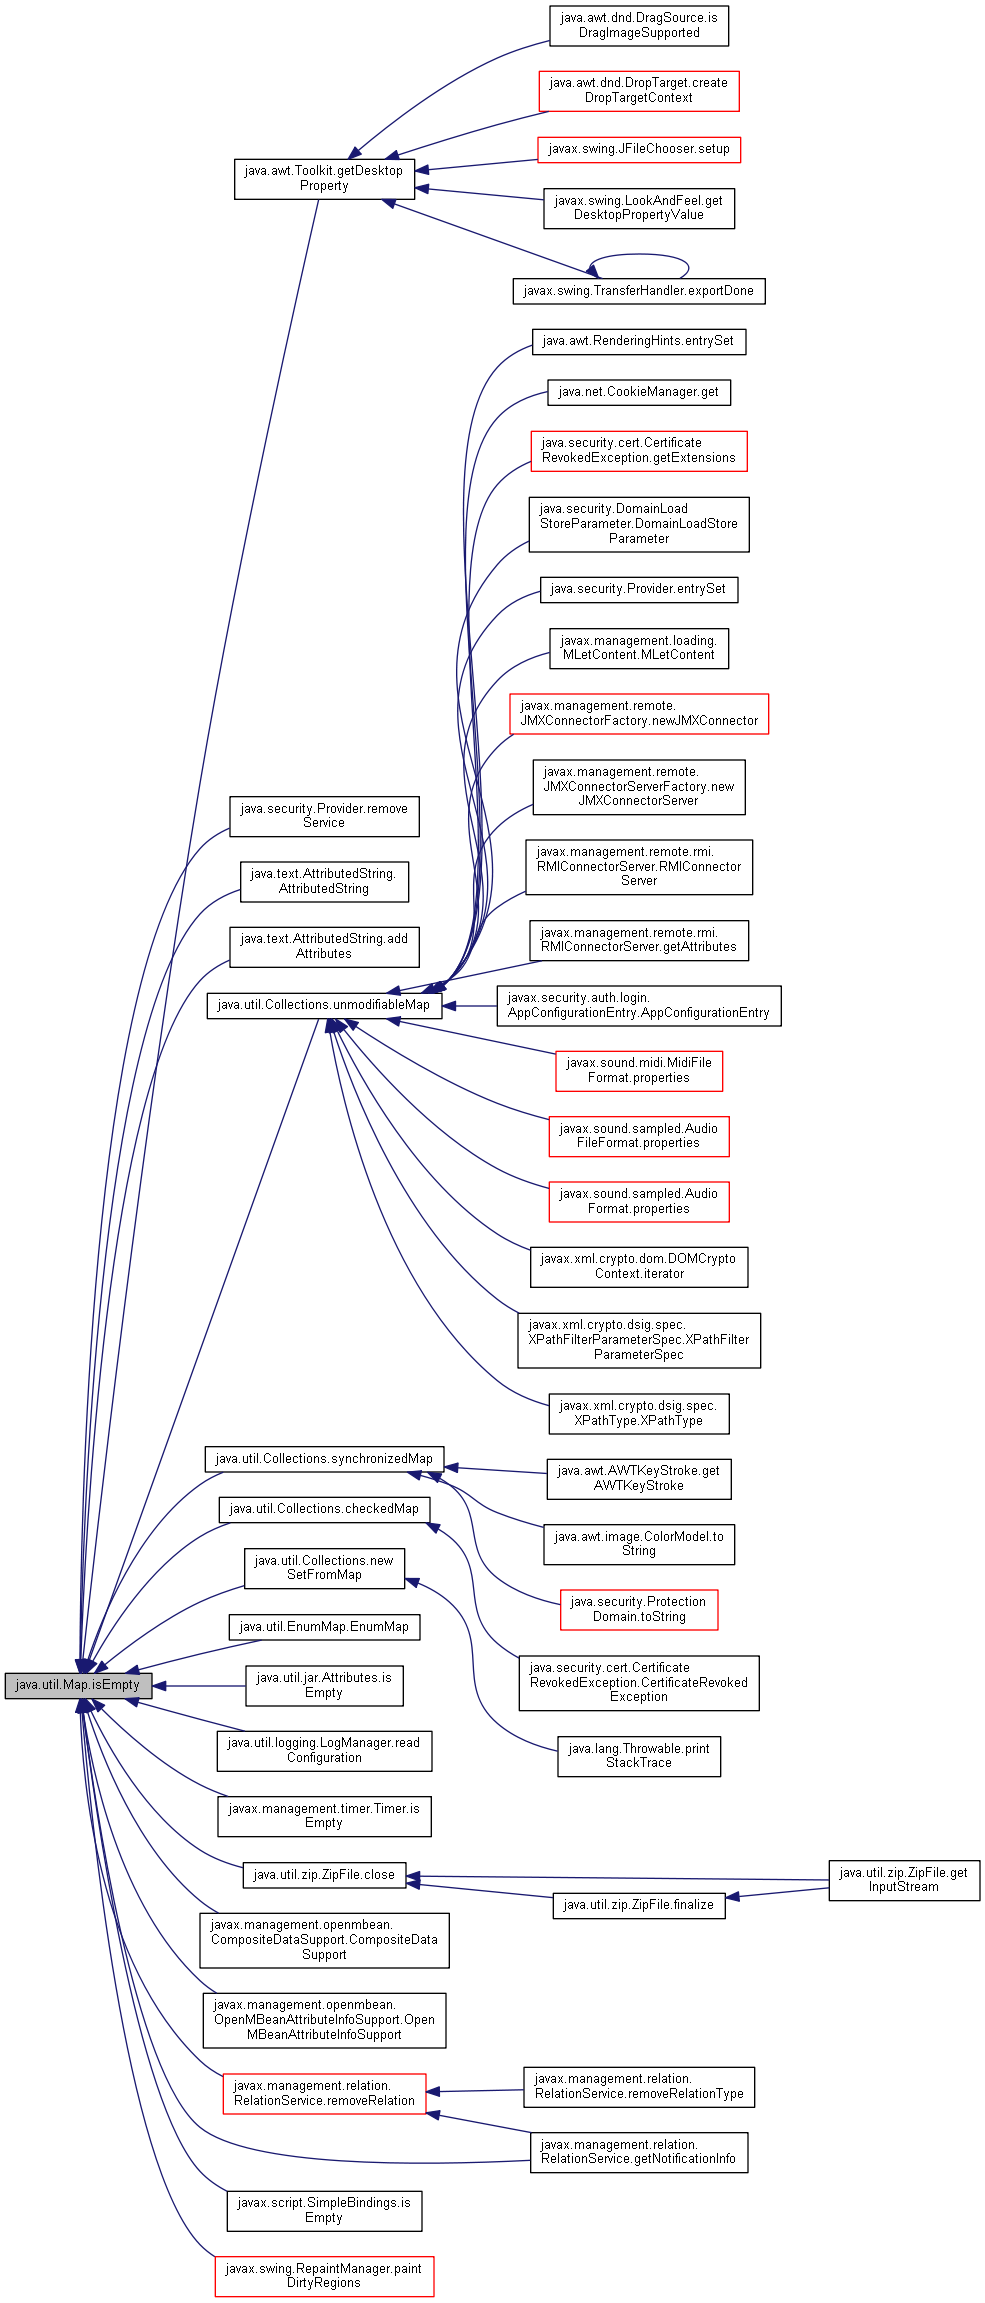 java.awt.dnd.DragSource.is
DragImageSupported
java.awt.dnd.DropTarget.create
DropTargetContext
javax.swing.JFileChooser.setup
java.awt.Toolkit.getDesktop
Property
javax.swing.LookAndFeel.get
DesktopPropertyValue
javax.swing.TransferHandler.exportDone
java.awt.RenderingHints.entrySet
java.net.CookieManager.get
java.security.cert.Certificate
RevokedException.getExtensions
java.security.DomainLoad
StoreParameter.DomainLoadStore
Parameter
java.security.Provider.entrySet
javax.management.loading.
MLetContent.MLetContent
javax.management.remote.
JMXConnectorFactory.newJMXConnector
javax.management.remote.
JMXConnectorServerFactory.new
JMXConnectorServer
java.security.Provider.remove
Service
javax.management.remote.rmi.
RMIConnectorServer.RMIConnector
Server
java.text.AttributedString.
AttributedString
javax.management.remote.rmi.
RMIConnectorServer.getAttributes
java.text.AttributedString.add
Attributes
java.util.Collections.unmodifiableMap
javax.security.auth.login.
AppConfigurationEntry.AppConfigurationEntry
javax.sound.midi.MidiFile
Format.properties
javax.sound.sampled.Audio
FileFormat.properties
javax.sound.sampled.Audio
Format.properties
javax.xml.crypto.dom.DOMCrypto
Context.iterator
javax.xml.crypto.dsig.spec.
XPathFilterParameterSpec.XPathFilter
ParameterSpec
javax.xml.crypto.dsig.spec.
XPathType.XPathType
java.util.Collections.synchronizedMap
java.awt.AWTKeyStroke.get
AWTKeyStroke
java.util.Collections.checkedMap
java.awt.image.ColorModel.to
String
java.util.Collections.new
SetFromMap
java.security.Protection
Domain.toString
java.util.EnumMap.EnumMap
java.util.Map.isEmpty
java.util.jar.Attributes.is
Empty
java.security.cert.Certificate
RevokedException.CertificateRevoked
Exception
java.util.logging.LogManager.read
Configuration
java.lang.Throwable.print
StackTrace
javax.management.timer.Timer.is
Empty
java.util.zip.ZipFile.close
java.util.zip.ZipFile.get
InputStream
java.util.zip.ZipFile.finalize
javax.management.openmbean.
CompositeDataSupport.CompositeData
Support
javax.management.openmbean.
OpenMBeanAttributeInfoSupport.Open
MBeanAttributeInfoSupport
javax.management.relation.
RelationService.removeRelation
javax.management.relation.
RelationService.removeRelationType
javax.management.relation.
RelationService.getNotificationInfo
javax.script.SimpleBindings.is
Empty
javax.swing.RepaintManager.paint
DirtyRegions